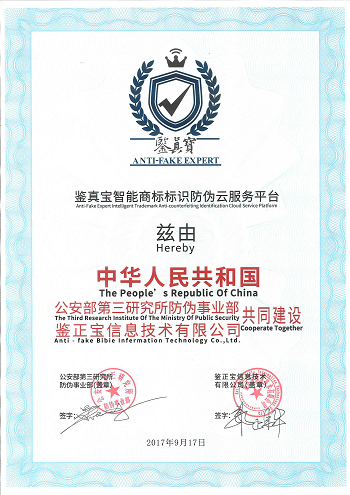 鉴真寶
ANTI-FAKE EXPERT
鉴真宝智能商标标识防伪云服务平台
Anti-Fake Expert Intelligent Trademark Anti-counterfeiting Identification Cloud Service Platform
兹由
Hereby
中华人民共和国
The People's Republic Of China
公安部第三研究所防伪事业部
The Third Research Institute Of The Ministry Of Public Security
鉴正宝信息技术有限公司
Anti - fake Bibie Information Technology Co.,Ltd.
共同建设
Cooperate Together
公安部第三研究所
防伪事业部(盖章)
签字:
鉴正宝信息技术
有限公司(盖章)
签字:
2017年9月17日